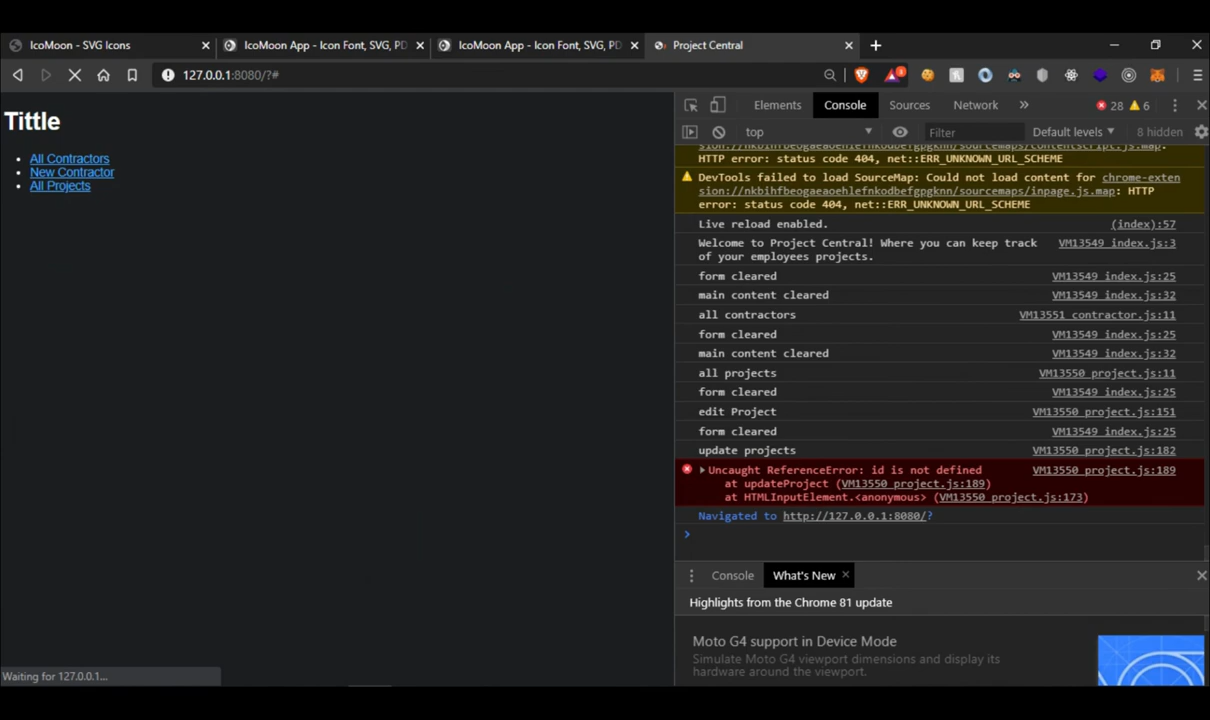 IcoMoon - SVG Icons
IcoMoon App - Icon Font, SVG, PD
IcoMoon App - Icon Font, SVG, PD
Project Central
127.0.0.1:8080/?#
3
Tittle
All Contractors
New Contractor
All Projects
Waiting for 127.0.0.1...
Elements
Console
Sources
Network
28
6
top
Filter
Default levels
8 hidden
sion://nkbihfbeogaeaoehlefnkodbefgpgknn/sourcemaps/contentscript.js.map:
HTTP error: status code 404, net::ERR_UNKNOWN_URL_SCHEME
DevTools failed to load SourceMap: Could not load content for chrome-exten
sion://nkbihfbeogaeaoehlefnkodbefgpgknn/sourcemaps/inpage.js.map: HTTP
error: status code 404, net::ERR_UNKNOWN_URL_SCHEME
Live reload enabled. (index):57
Welcome to Project Central! Where you can keep track VM13549 index.js:3
of your employees projects.
form cleared VM13549 index.js:25
main content cleared VM13549 index.js:32
all contractors VM13551 contractor.js:11
form cleared VM13549 index.js:25
main content cleared VM13549 index.js:32
all projects VM13550 project.js:11
form cleared VM13549 index.js:25
edit Project VM13550 project.js:151
form cleared VM13549 index.js:25
update projects VM13550 project.js:182
Uncaught ReferenceError: id is not defined VM13550 project.js:189
at updateProject (VM13550 project.js:189)
at HTMLInputElement.<anonymous> (VM13550 project.js:173)
Navigated to http://127.0.0.1:8080/?
Console
What's New
Highlights from the Chrome 81 update
Moto G4 support in Device Mode
Simulate Moto G4 viewport dimensions and display its
hardware around the viewport.